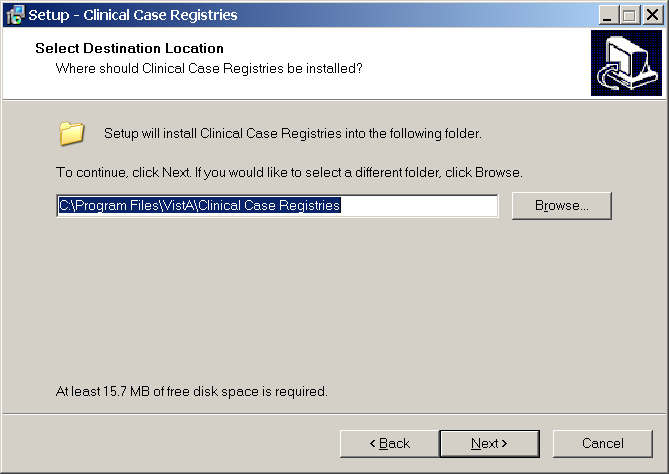 Setup - Clinical Case Registries
Select Destination Location
Where should Clinical Case Registries be installed?
Setup will install Clinical Case Registries into the following folder.
To continue, click Next. If you would like to select a different folder, click Browse.
C:\Program Files\VistA\Clinical Case Registries
Browse...
At least 15.7 MB of free disk space is required.
< Back
Next >
Cancel